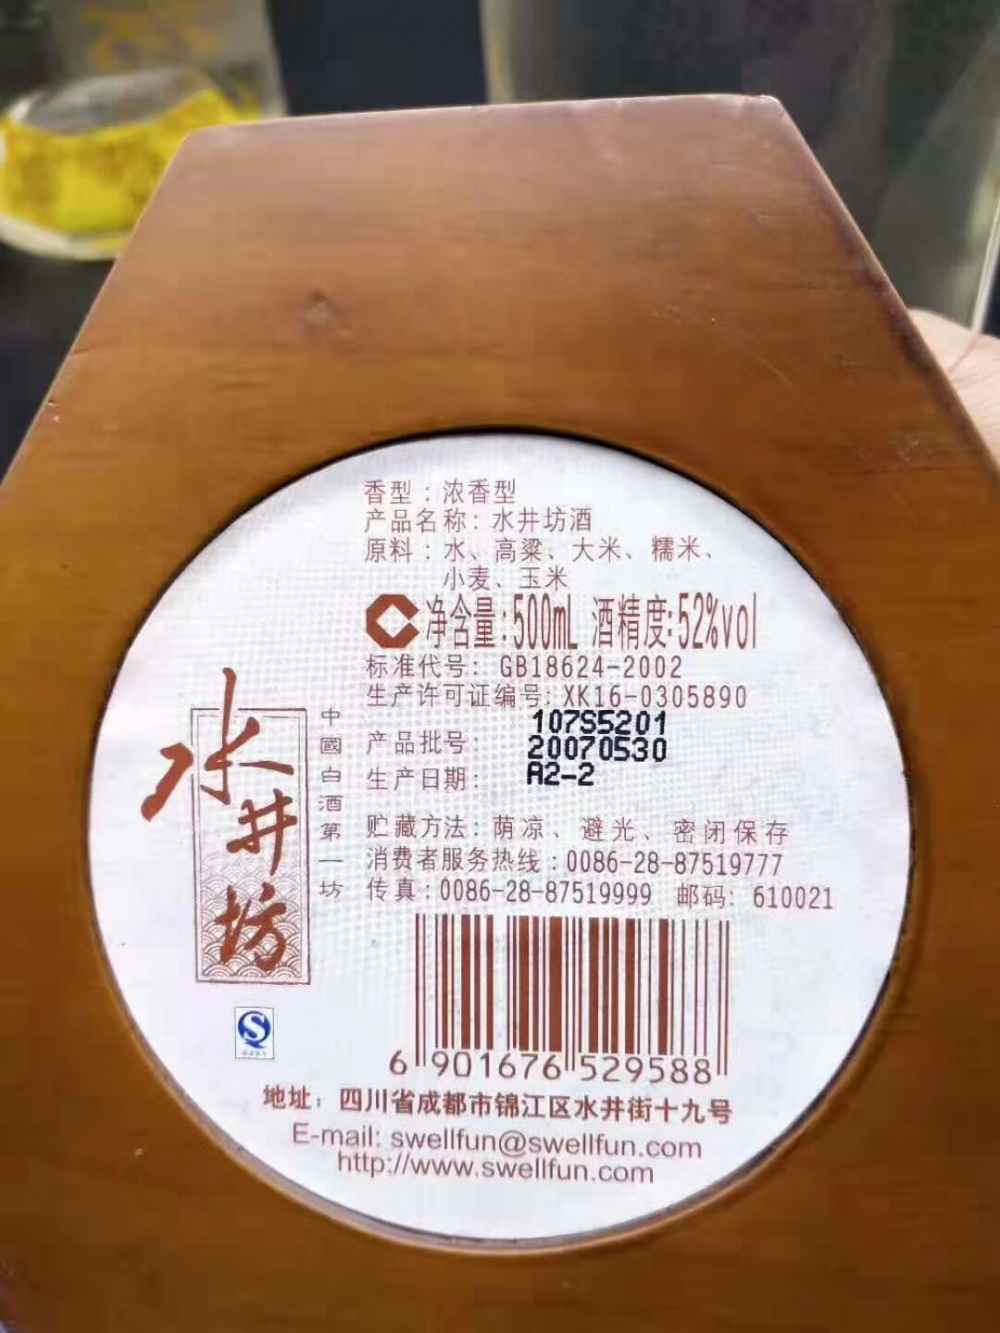 香型：浓香型
产品名称：水井坊酒
原料：水、高粱、大米、糯米、
小麦、玉米
净含量:500mL 酒精度:52%vol
标准代号: GB18624-2002
生产许可证编号: XK16-0305890
107S5201
产品批号: 20070530
生产日期: A2-2
贮藏方法: 荫凉、避光、密闭保存
消费者服务热线:0086-28-87519777
传真:0086-28-87519999 邮码: 610021
水井坊
中國白酒第一坊
6 901676 529588
地址：四川省成都市锦江区水井街十九号
E-mail: swellfun@swellfun.com
http://www.swellfun.com